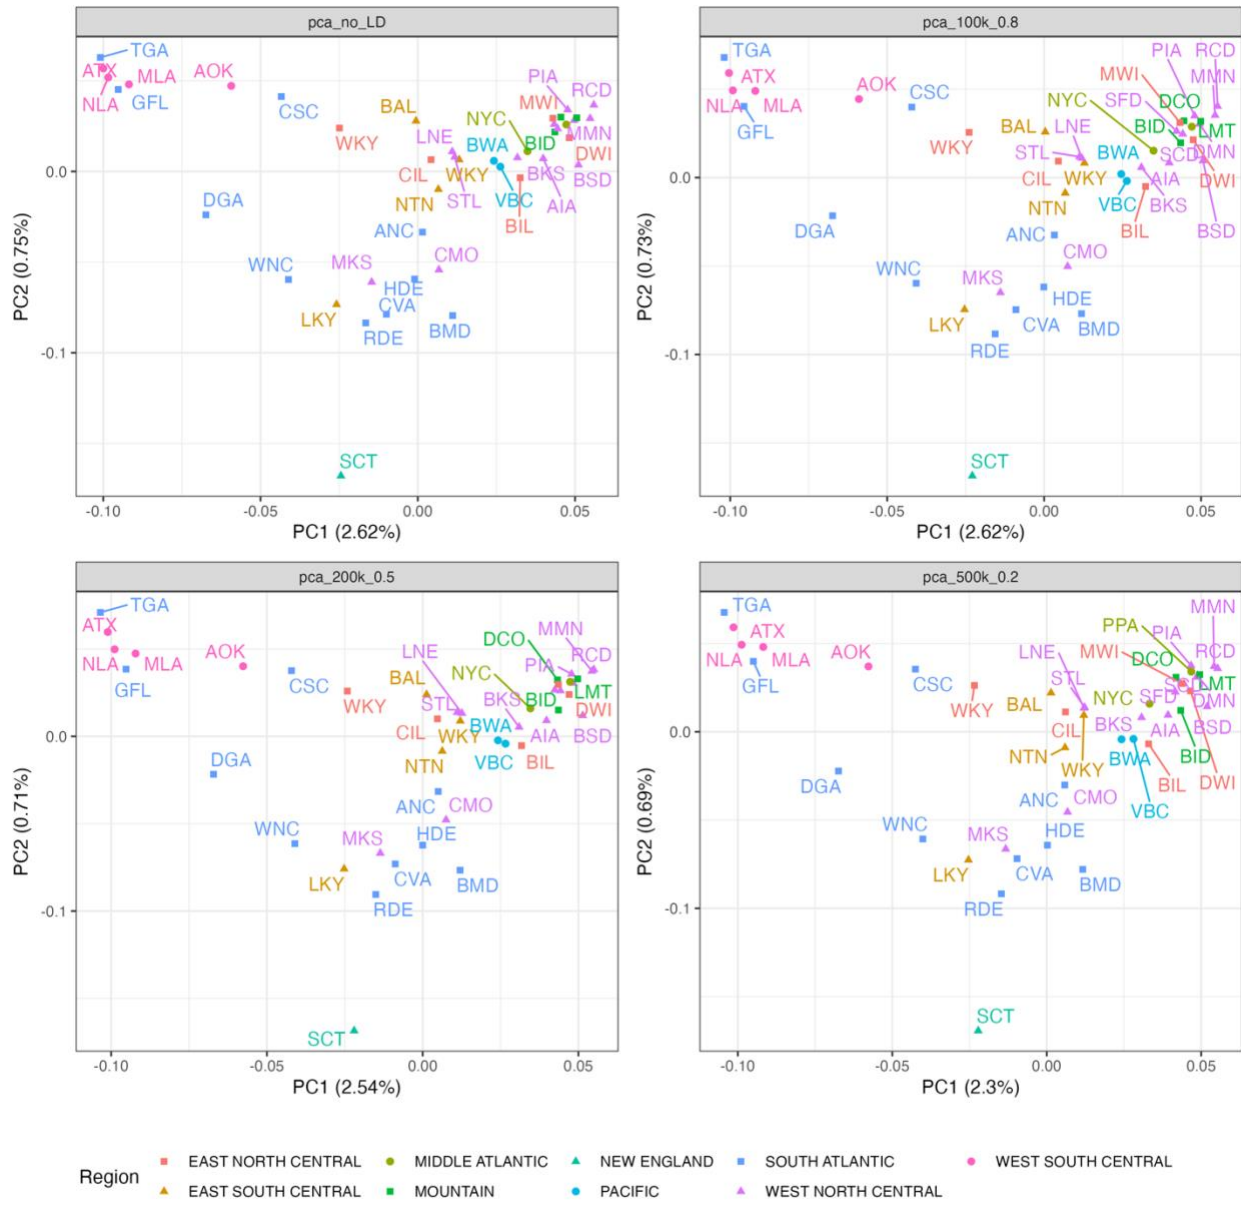 pca_no_LD
TGA
ATX
MLA
AOK
NLA
GFL
CSC
BAL
NYC
PIA
RCD
MWI
WKY
LNE
BWA
BID
MMN
DWI
CIL
WKY
BKS
BSD
DGA
NTN
STL
VBC
AIA
BIL
ANC
WNC
MKS
CMO
HDE
CVA
LKY
RDE
BMD
SCT
0.0
-0.1
-0.10
-0.05
0.00
0.05
PC2 (0.75%)
PC1 (2.62%)
pca_100k_0.8
TGA
PIA
RCD
ATX
AOK
MWI
MMN
NLA
MLA
CSC
NYC
SFD
DCO
GFL
BAL
LNE
BID
LMT
WKY
STL
BWA
SCD
DMN
CIL
WKY
AIA
DWI
NTN
VBC
BKS
DGA
ANC
BIL
BSD
WNC
CMO
MKS
HDE
LKY
CVA
BMD
RDE
SCT
0.0
-0.1
-0.10
-0.05
0.00
0.05
PC2 (0.73%)
PC1 (2.62%)
pca_200k_0.5
TGA
ATX
AOK
DCO
MMN
NLA
MLA
LNE
NYC
PIA
RCD
GFL
CSC
BAL
BKS
BID
LMT
WKY
STL
BWA
DWI
CIL
WKY
AIA
BSD
DGA
NTN
VBC
BIL
ANC
CMO
WNC
MKS
HDE
LKY
CVA
BMD
RDE
SCT
0.0
-0.1
-0.10
-0.05
0.00
0.05
PC2 (0.71%)
PC1 (2.54%)
pca_500k_0.2
TGA
MMN
ATX
PPA
PIA
RCD
NLA
MLA
AOK
LNE
MWI
DCO
GFL
CSC
STL
LMT
BAL
NYC
SFD
DMN
WKY
CIL
BKS
AIA
BSD
NTN
WKY
BWA
BID
DGA
BIL
DWI
ANC
CMO
VBC
WNC
MKS
HDE
LKY
CVA
BMD
RDE
SCT
0.0
-0.1
-0.10
-0.05
0.00
0.05
PC2 (0.69%)
PC1 (2.3%)
Region
EAST NORTH CENTRAL
MIDDLE ATLANTIC
NEW ENGLAND
SOUTH ATLANTIC
WEST SOUTH CENTRAL
EAST SOUTH CENTRAL
MOUNTAIN
PACIFIC
WEST NORTH CENTRAL